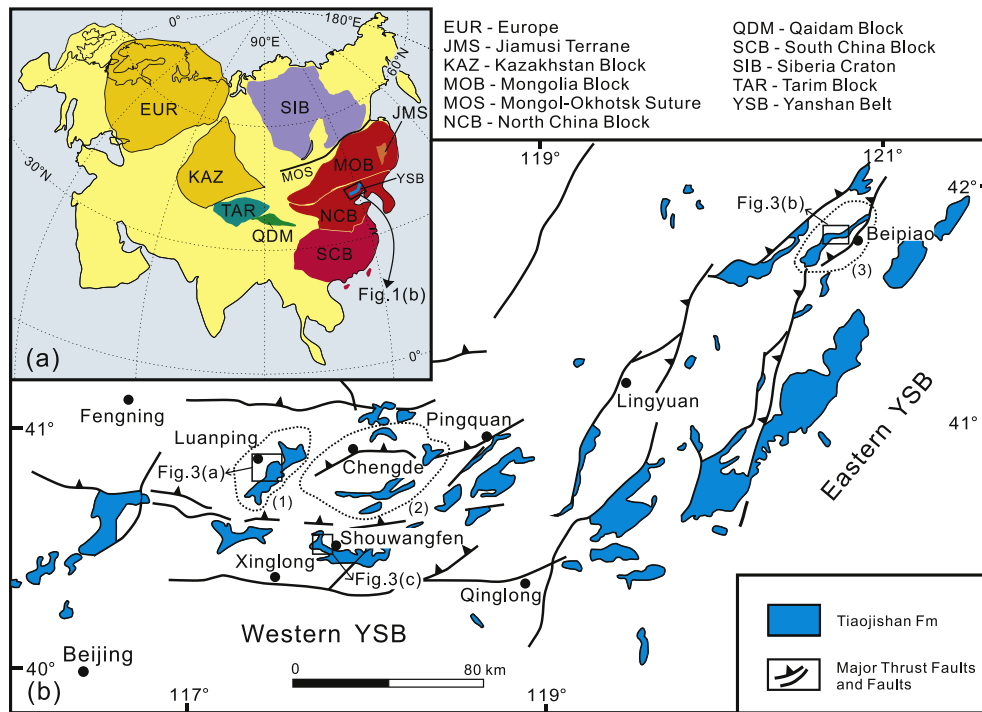 0°
180°E
90°E
60°N
30°N
EUR
SIB
JMS
MOS
MOB
KAZ
YSB
TAR
NCB
QDM
SCB
Fig.1(b)
(a)
0°
EUR - Europe
JMS - Jiamusi Terrane
KAZ - Kazakhstan Block
MOB - Mongolia Block
MOS - Mongol-Okhotsk Suture
NCB - North China Block
QDM - Qaidam Block
SCB - South China Block
SIB - Siberia Craton
TAR - Tarim Block
YSB - Yanshan Belt
119°
121°
42°
Fig.3(b)
Beipiao
(3)
Lingyuan
Fengning
Pingquan
41°
41°
Luanping
Chengde
Fig.3(a)
(1)
(2)
Eastern YSB
Shouwangfen
Xinglong
Fig.3(c)
Qinglong
Western YSB
40°
Beijing
0
80 km
(b)
117°
119°
Tiaojishan Fm
Major Thrust Faults
and Faults